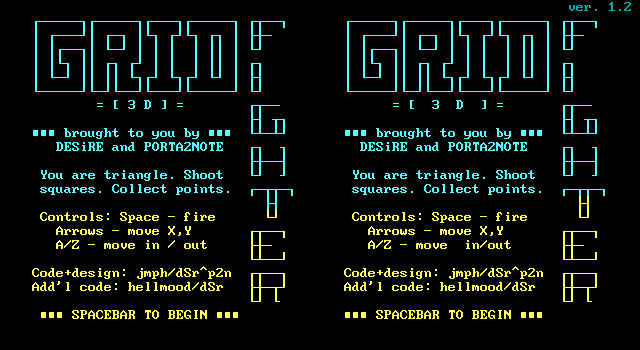 ver. 1.2
GRID
FIGHTER
= [ 3 D ] =
■■■ brought to you by ■■■
DESiRE and PORTA2NOTE
You are triangle. Shoot
squares. Collect points.
Controls: Space - fire
Arrows - move X,Y
A/Z - move in / out
Code+design: jmph/dSr^p2n
Add'l code: hellmood/dSr
■■■ SPACEBAR TO BEGIN ■■■
GRID
FIGHTER
= [ 3 D ] =
■■■ brought to you by ■■■
DESiRE and PORTA2NOTE
You are triangle. Shoot
squares. Collect points.
Controls: Space - fire
Arrows - move X,Y
A/Z - move in/out
Code+design: jmph/dSr^p2n
Add'l code: hellmood/dSr
■■■ SPACEBAR TO BEGIN ■■■